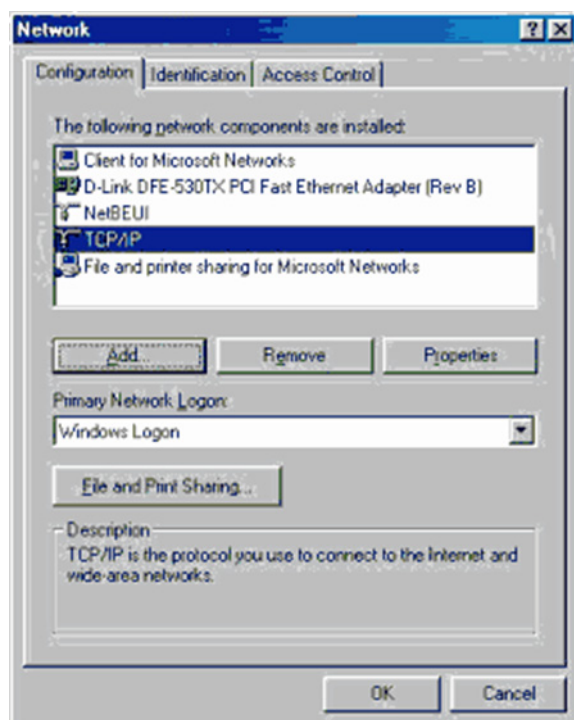 Network
Configuration Identification Access Control
The following network components are installed:
Client for Microsoft Networks
D-Link DFE-530TX PCI Fast Ethernet Adapter (Rev B)
NetBEUI
TCP/IP
File and printer sharing for Microsoft Networks
Add... Remove Properties
Primary Network Logon:
Windows Logon
File and Print Sharing...
Description
TCP/IP is the protocol you use to connect to the Internet and
wide-area networks.
OK Cancel